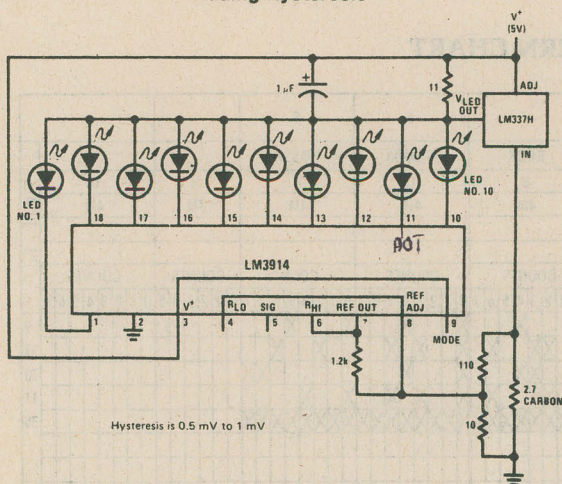 Adding Hysteresis
V+
(5V)
1 μF
+
11
VLED
OUT
ADJ
LM337H
IN
LED
NO. 1
LED
NO. 10
18
17
16
15
14
13
12
11
10
AOT
LM3914
V+
RLO
SIG
RHI
REF OUT
REF
ADJ
1
2
3
4
5
6
7
8
9
MODE
1.2k
110
10
2.7
CARBON
Hysteresis is 0.5 mV to 1 mV